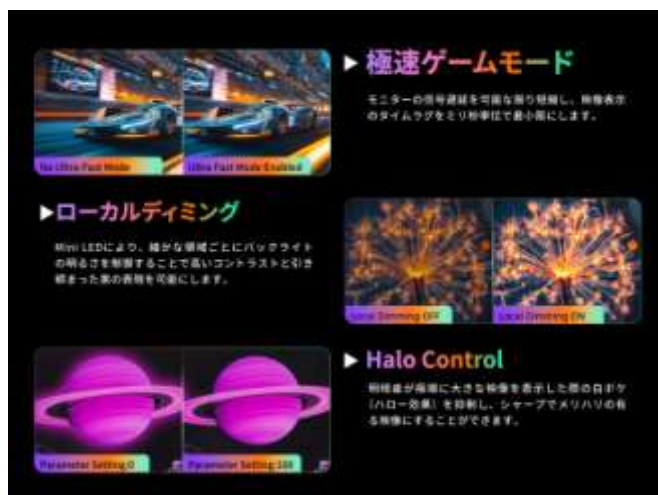 No Ultra Fast Mode
Ultra Fast Mode Enabled
▶ 極速ゲームモード
モニターの信号遅延を可能な限り短縮し、映像表示
のタイムラグをミリ秒単位で最小限にします。
▶ローカルディミング
Mini LEDにより、細かな領域ごとにバックライト
の明るさを制御することで高いコントラストと引き
締まった黒の表現を可能にします。
Local Dimming OFF
Local Dimming ON
Parameter Setting:0
Parameter Setting:100
▶ Halo Control
明暗差が極端に大きな映像を表示した際の白ボケ
(ハロー効果) を抑制し、シャープでメリハリの有
る映像にすることができます。